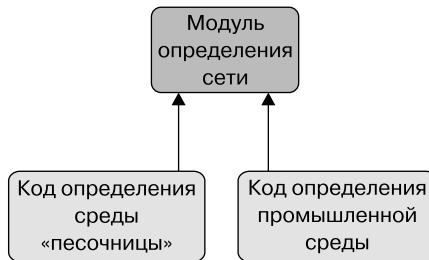 Модуль
определения
сети
Код определения
среды
«песочницы»
Код определения
промышленной
среды